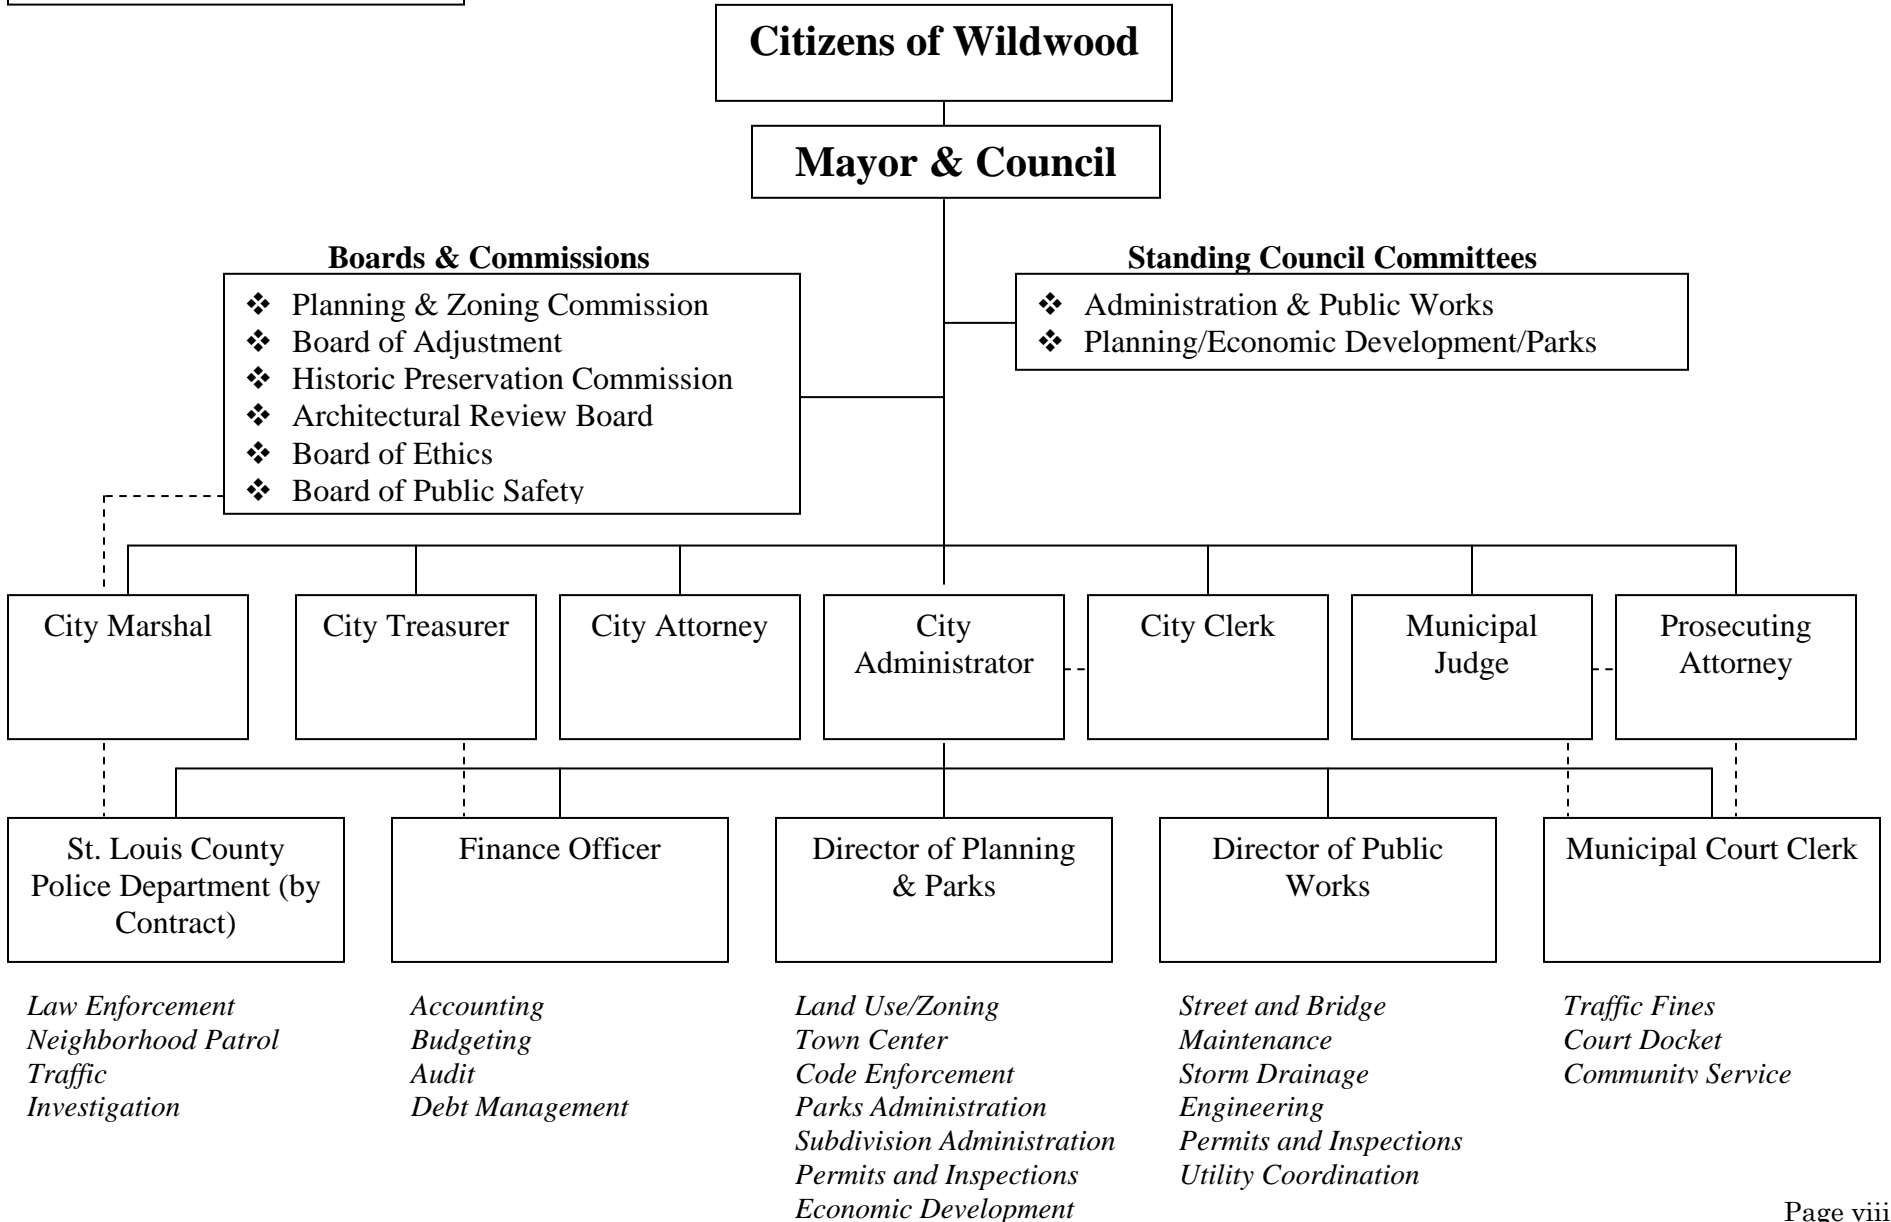 Citizens of Wildwood
Mayor & Council
Boards & Commissions
❖ Planning & Zoning Commission
❖ Board of Adjustment
❖ Historic Preservation Commission
❖ Architectural Review Board
❖ Board of Ethics
❖ Board of Public Safety
Standing Council Committees
❖ Administration & Public Works
❖ Planning/Economic Development/Parks
City Marshal
City Treasurer
City Attorney
City
Administrator
City Clerk
Municipal
Judge
Prosecuting
Attorney
St. Louis County
Police Department (by
Contract)
Finance Officer
Director of Planning
& Parks
Director of Public
Works
Municipal Court Clerk
Law Enforcement
Neighborhood Patrol
Traffic
Investigation
Accounting
Budgeting
Audit
Debt Management
Land Use/Zoning
Town Center
Code Enforcement
Parks Administration
Subdivision Administration
Permits and Inspections
Economic Development
Street and Bridge
Maintenance
Storm Drainage
Engineering
Permits and Inspections
Utility Coordination
Traffic Fines
Court Docket
Community Service
Page viii